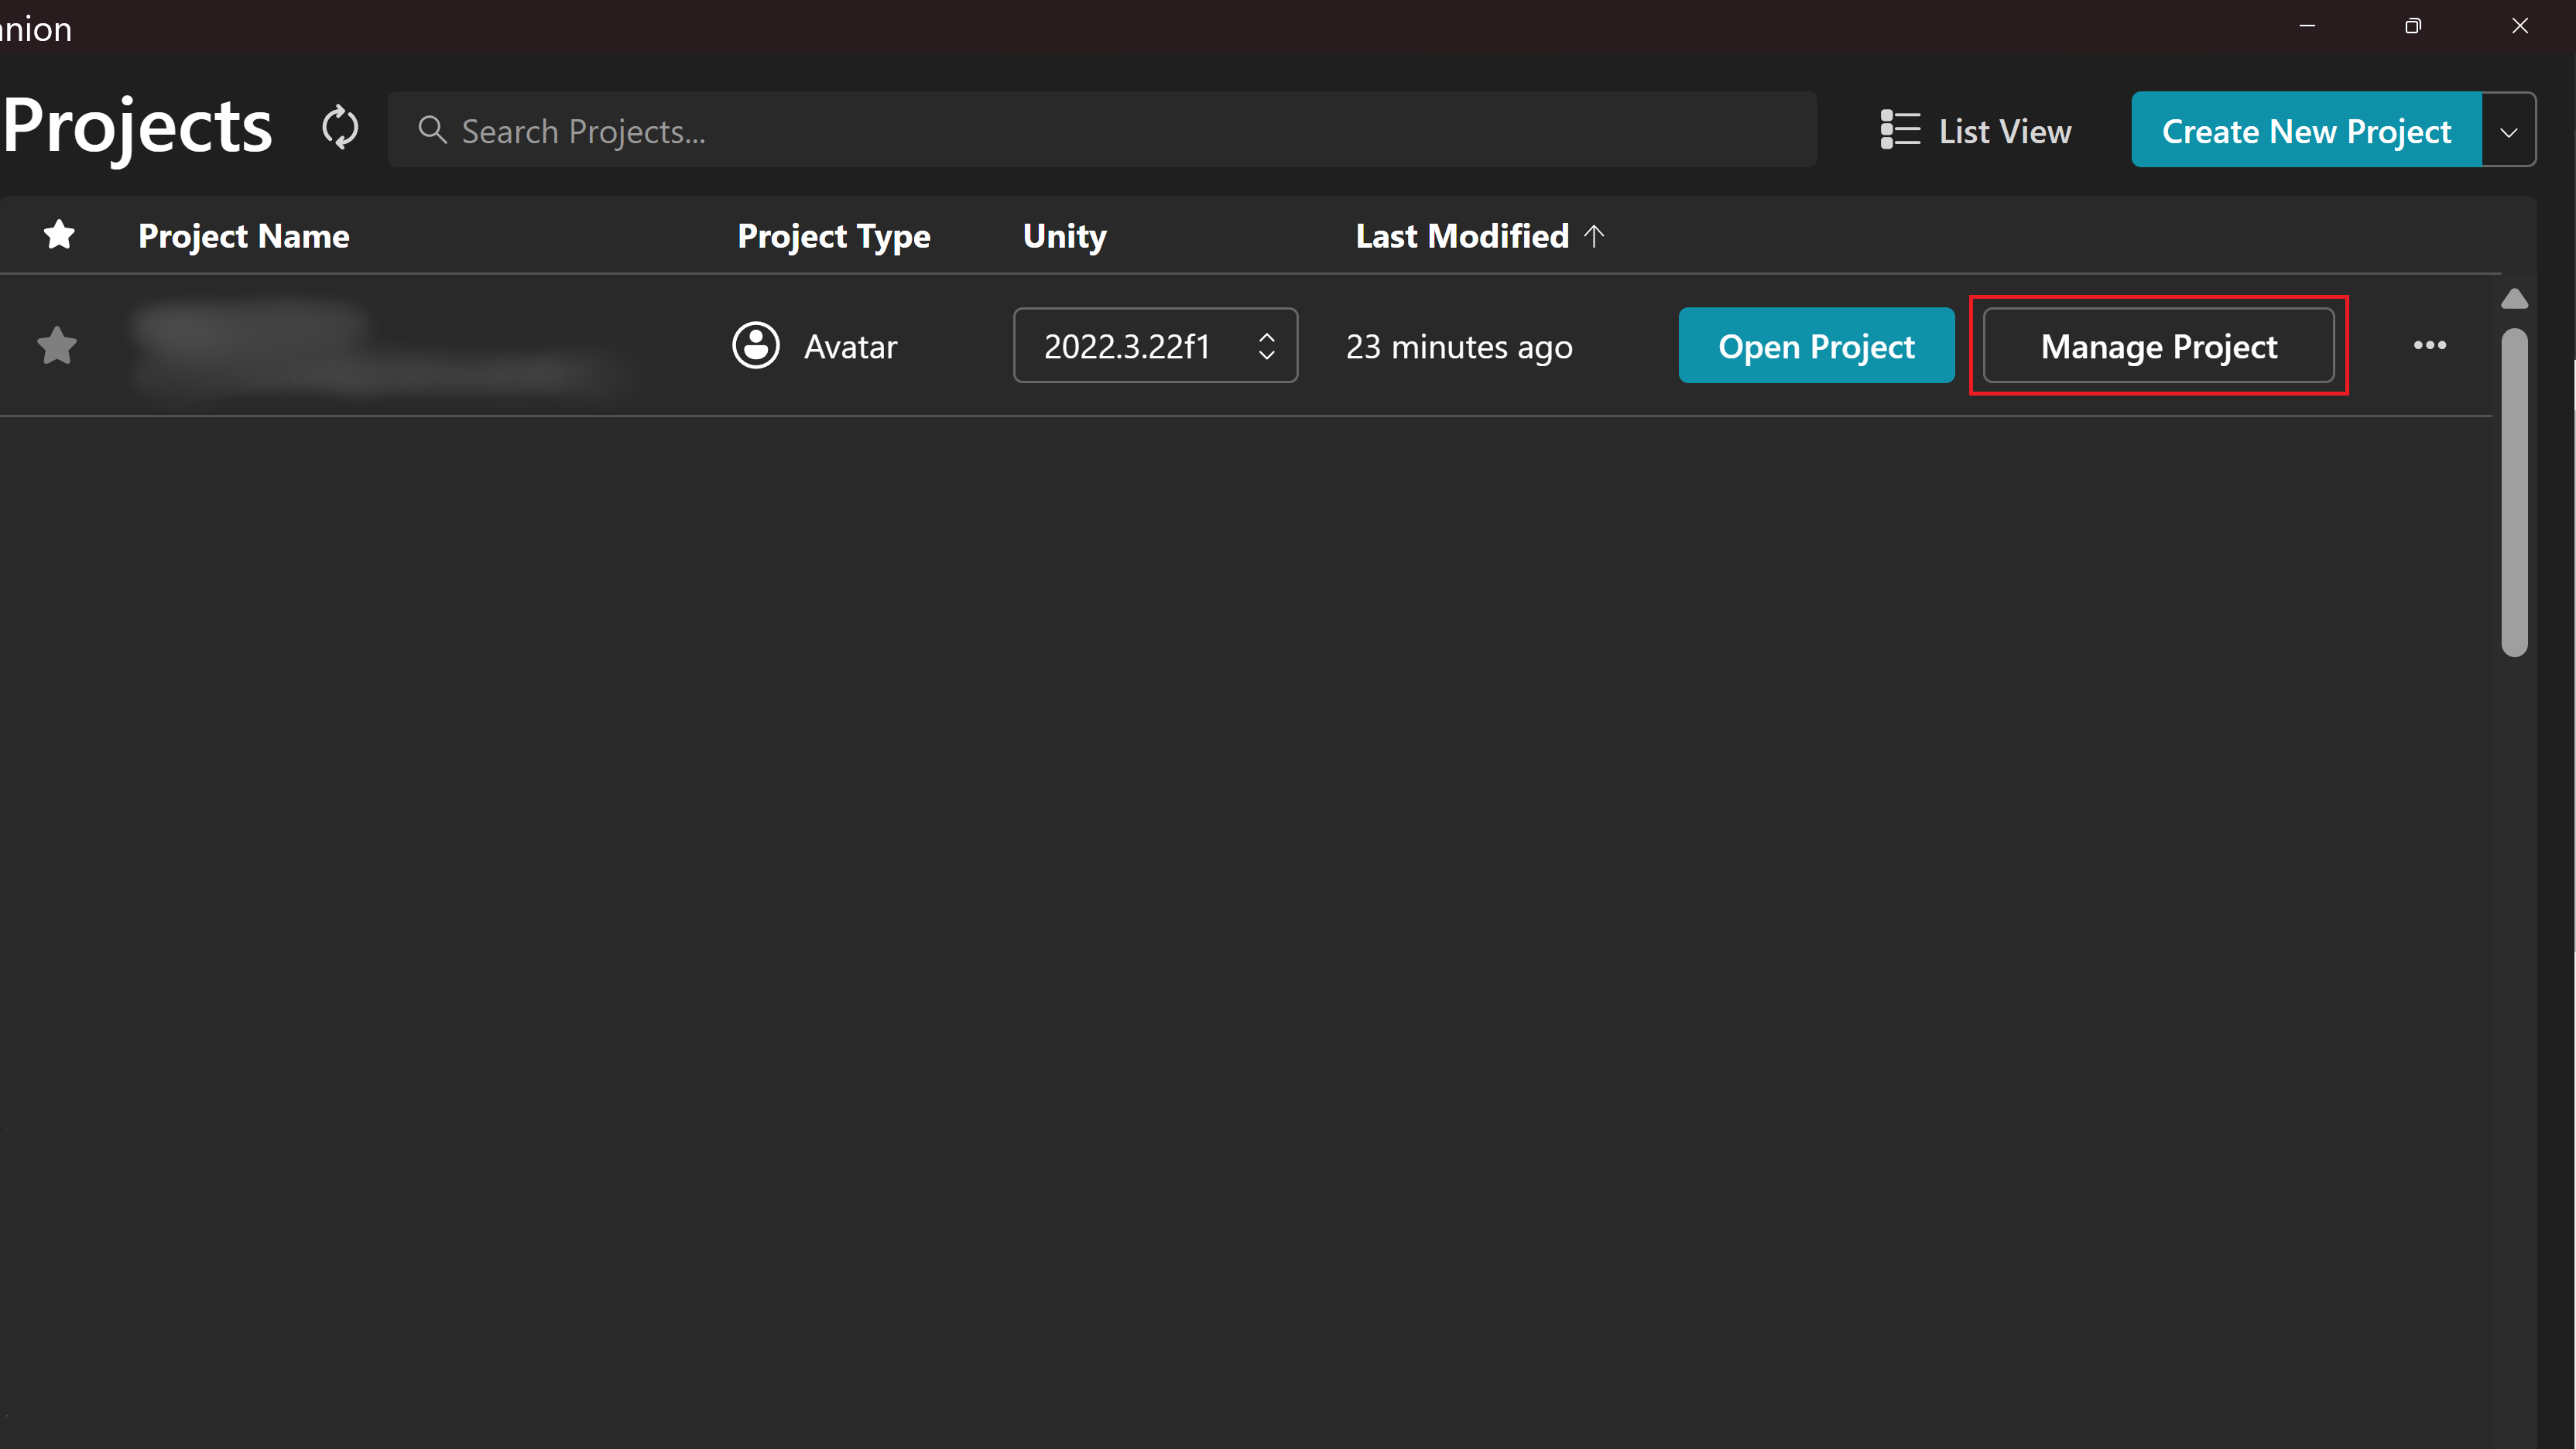 nion
Projects
Search Projects...
List View
Create New Project
Project Name Project Type Unity Last Modified ↑
Avatar 2022.3.22f1 23 minutes ago Open Project Manage Project •••